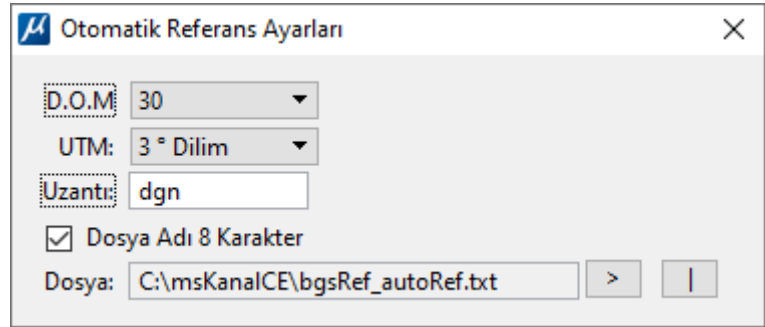 Otomatik Referans Ayarları
D.O.M 30
UTM: 3 ° Dilim
Uzantı: dgn
Dosya Adı 8 Karakter
Dosya: C:\msKanalCE\bgsRef_autoRef.txt > |